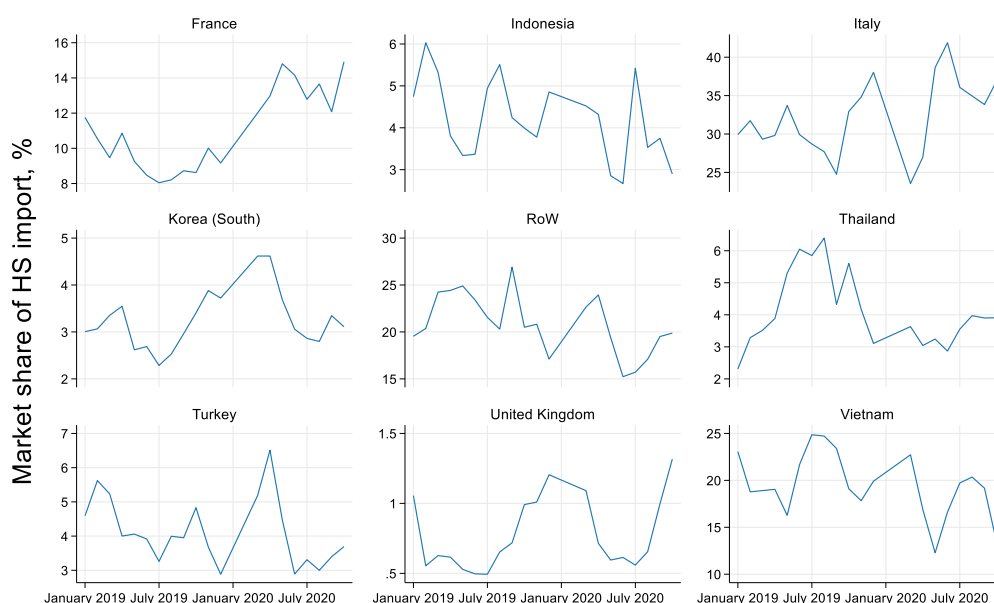 Market share of HS import, %
France
16
14
12
10
8
Indonesia
6
5
4
3
Italy
40
35
30
25
Korea (South)
5
4
3
2
RoW
30
25
20
15
Thailand
6
5
4
3
2
Turkey
7
6
5
4
3
United Kingdom
1.5
1
.5
Vietnam
25
20
15
10
January 2019 July 2019 January 2020 July 2020
January 2019 July 2019 January 2020 July 2020
January 2019 July 2019 January 2020 July 2020